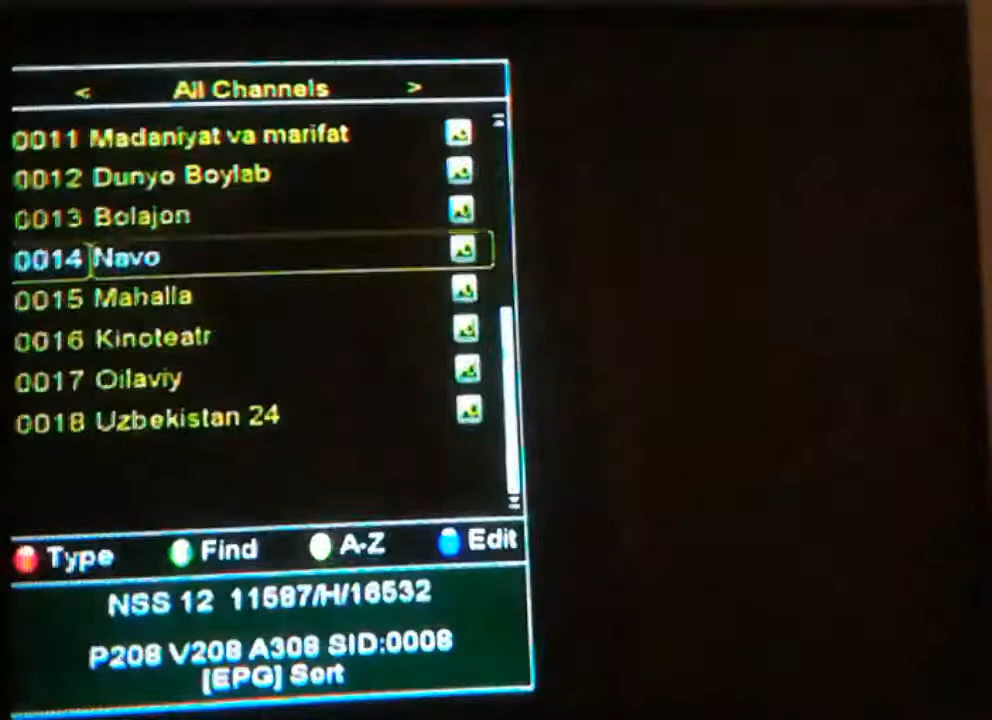 < All Channels >
0011 Madaniyat va marifat
0012 Dunyo Boylab
0013 Bolajon
0014 Navo
0015 Mahalla
0016 Kinoteatr
0017 Oilaviy
0018 Uzbekistan 24
Type Find A-Z Edit
NSS 12 11587/H/16532
P208 V208 A308 SID:0008
[EPG] Sort